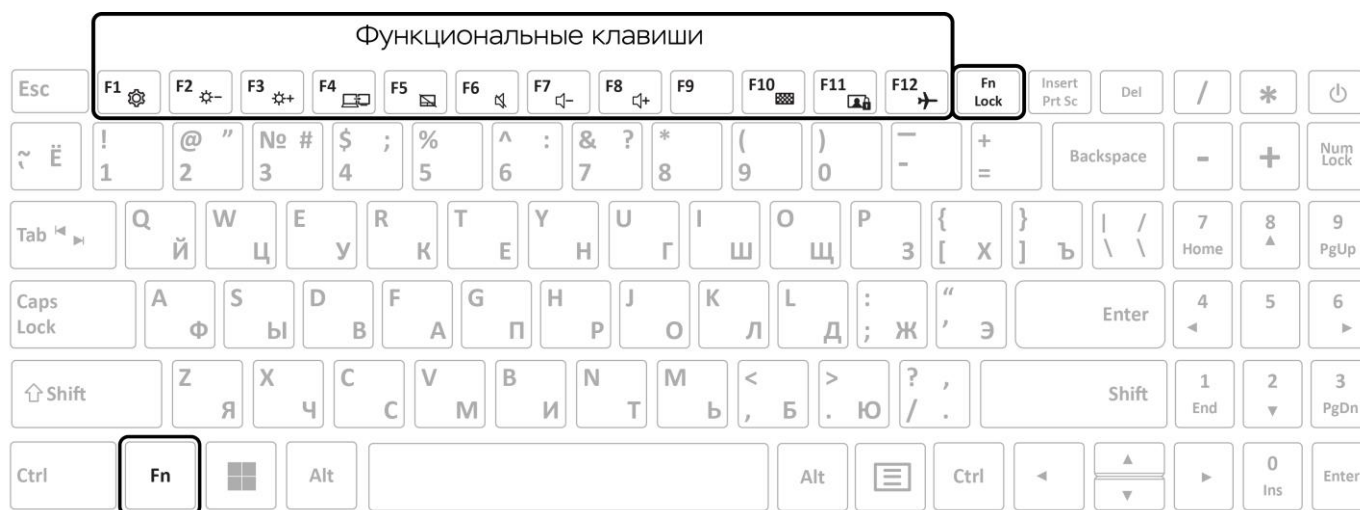 Функциональные клавиши
Esc F1 F2 F3 F4 F5 F6 F7 F8 F9 F10 F11 F12 Fn Lock Insert Prt Sc Del / *
~ ` Ё ! 1 @ " 2 № # 3 $ ; 4 % 5 ^ : 6 & ? 7 * 8 ( 9 ) 0 — - + = Backspace - + Num Lock
Tab Q Й W Ц E У R К T Е Y Н U Г I Ш O Щ P З { [ Х } ] Ъ | / \ \ 7 Home 8 9 PgUp
Caps Lock A Ф S Ы D В F А G П H Р J О K Л L Д : ; Ж “ ’ Э Enter 4 5 6
Shift Z Я X Ч C С V М B И N Т M Ь < , Б > . Ю ? , / . Shift 1 End 2 3 PgDn
Ctrl Fn Alt Alt Ctrl 0 Ins Enter